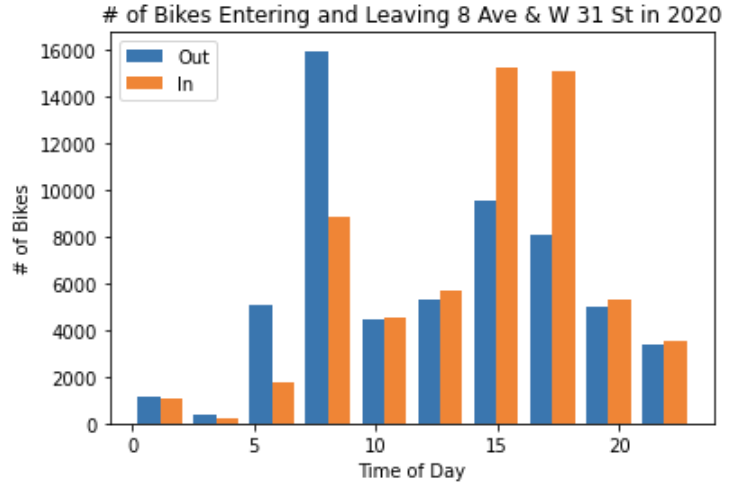 # of Bikes Entering and Leaving 8 Ave & W 31 St in 2020
Out
In
16000
14000
12000
10000
8000
6000
4000
2000
0
# of Bikes
0 5 10 15 20
Time of Day